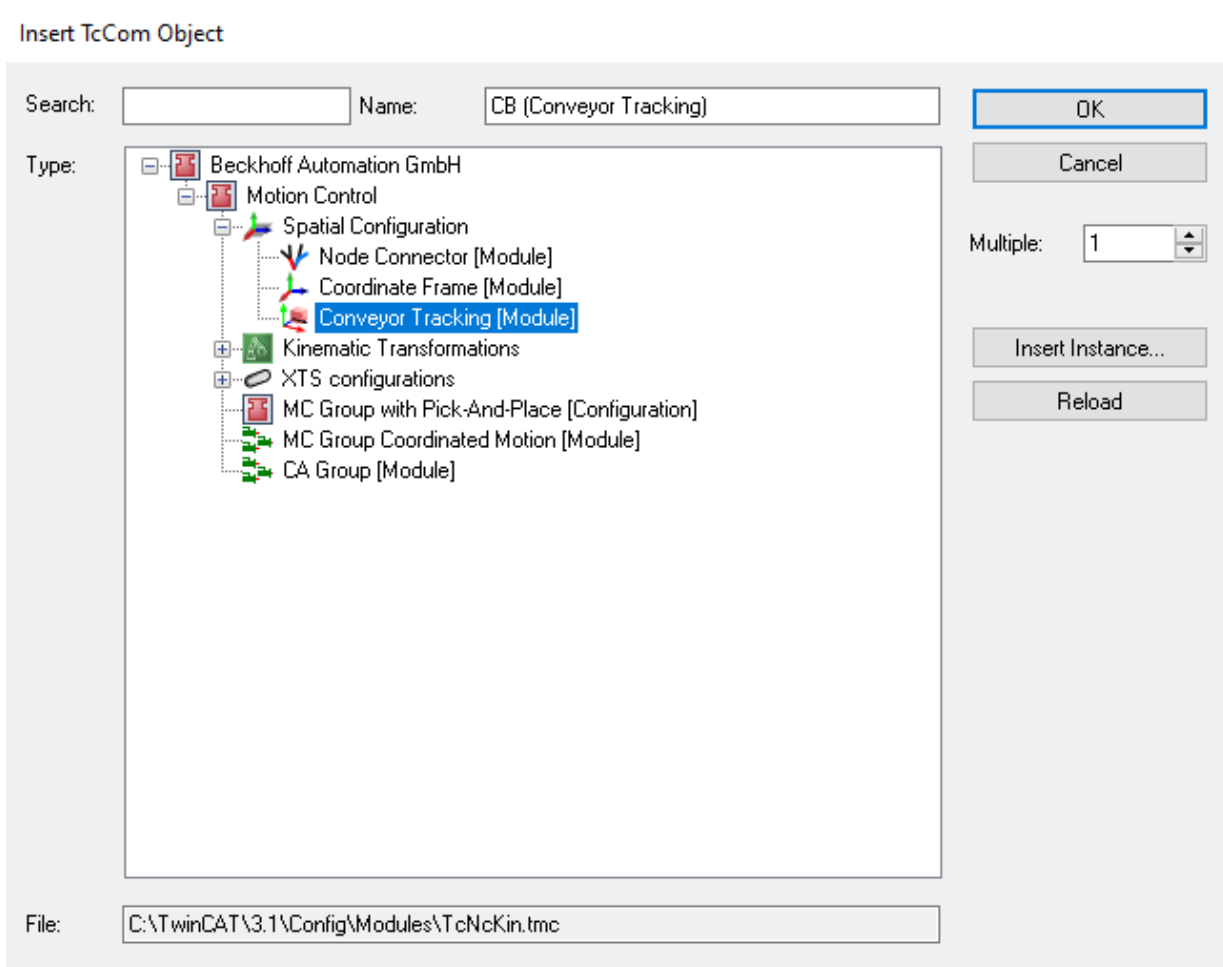 Insert TcCom Object
Search:
Name:
CB (Conveyor Tracking)
OK
Type:
Beckhoff Automation GmbH
Cancel
Motion Control
Spatial Configuration
Node Connector [Module]
Multiple:
1
Coordinate Frame [Module]
Conveyor Tracking [Module]
Kinematic Transformations
Insert Instance...
XTS configurations
MC Group with Pick-And-Place [Configuration]
Reload
MC Group Coordinated Motion [Module]
CA Group [Module]
File:
C:\TwinCAT\3.1\Config\Modules\TcNcKin.tmc